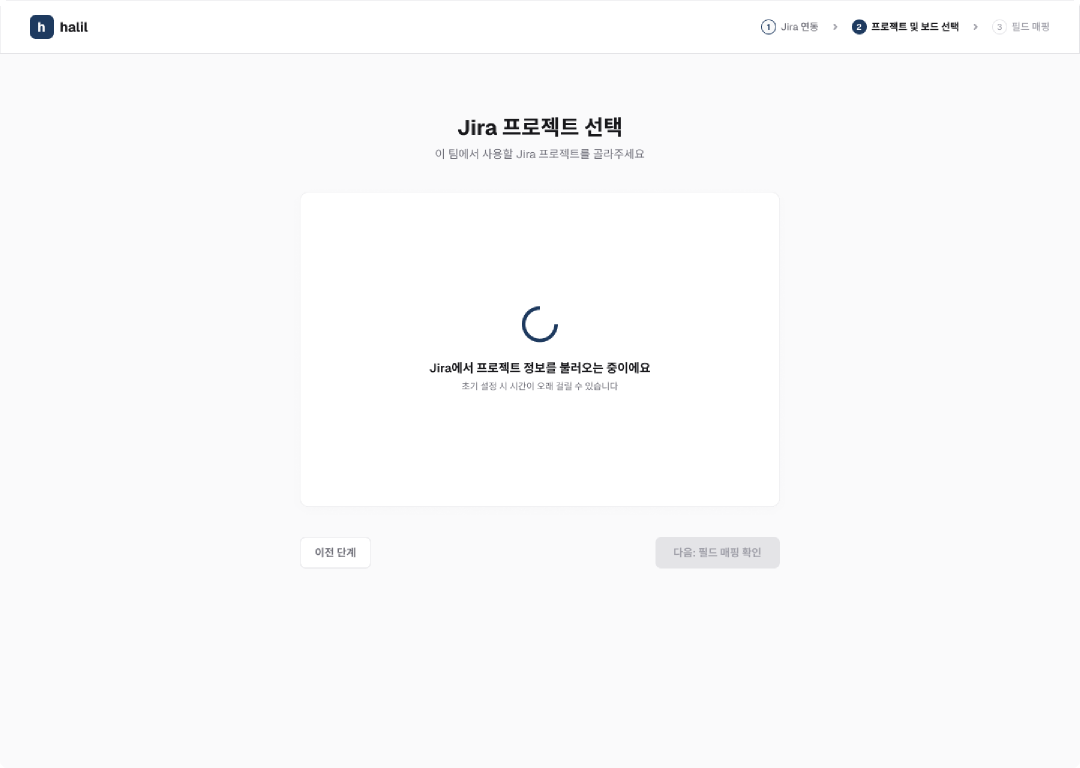 h halil
1 Jira 연동 > 2 프로젝트 및 보드 선택 > 3 필드 매핑
Jira 프로젝트 선택
이 팀에서 사용할 Jira 프로젝트를 골라주세요
Jira에서 프로젝트 정보를 불러오는 중이에요
초기 설정 시 시간이 오래 걸릴 수 있습니다
이전 단계
다음: 필드 매핑 확인